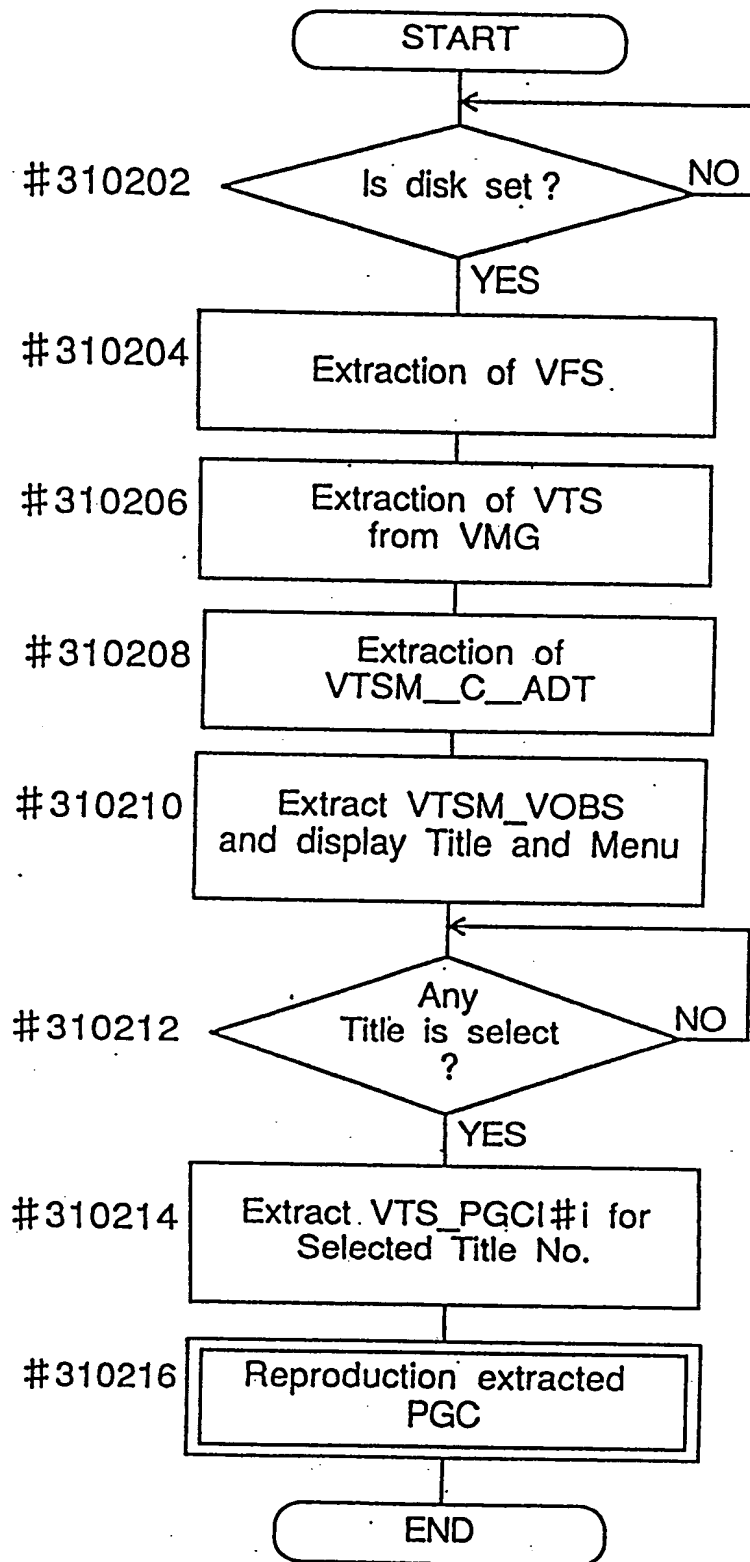 START
#310202
Is disk set ?
NO
YES
#310204
Extraction of VFS
#310206
Extraction of VTS
from VMG
#310208
Extraction of
VTSM__C__ADT
#310210
Extract VTSM_VOBS
and display Title and Menu
#310212
Any
Title is select
?
NO
YES
#310214
Extract VTS_PGCI#i for
Selected Title No.
#310216
Reproduction extracted
PGC
END